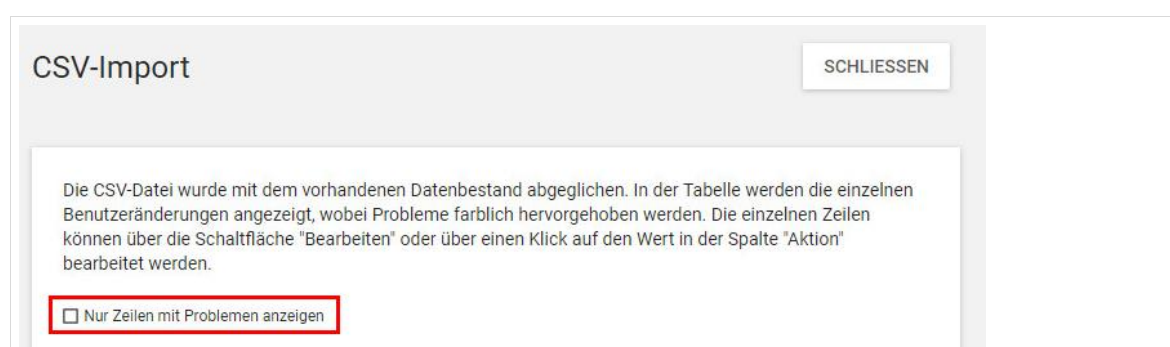 CSV-Import
SCHLIESSEN
Die CSV-Datei wurde mit dem vorhandenen Datenbestand abgeglichen. In der Tabelle werden die einzelnen
Benutzeränderungen angezeigt, wobei Probleme farblich hervorgehoben werden. Die einzelnen Zeilen
können über die Schaltfläche "Bearbeiten" oder über einen Klick auf den Wert in der Spalte "Aktion"
bearbeitet werden.
Nur Zeilen mit Problemen anzeigen